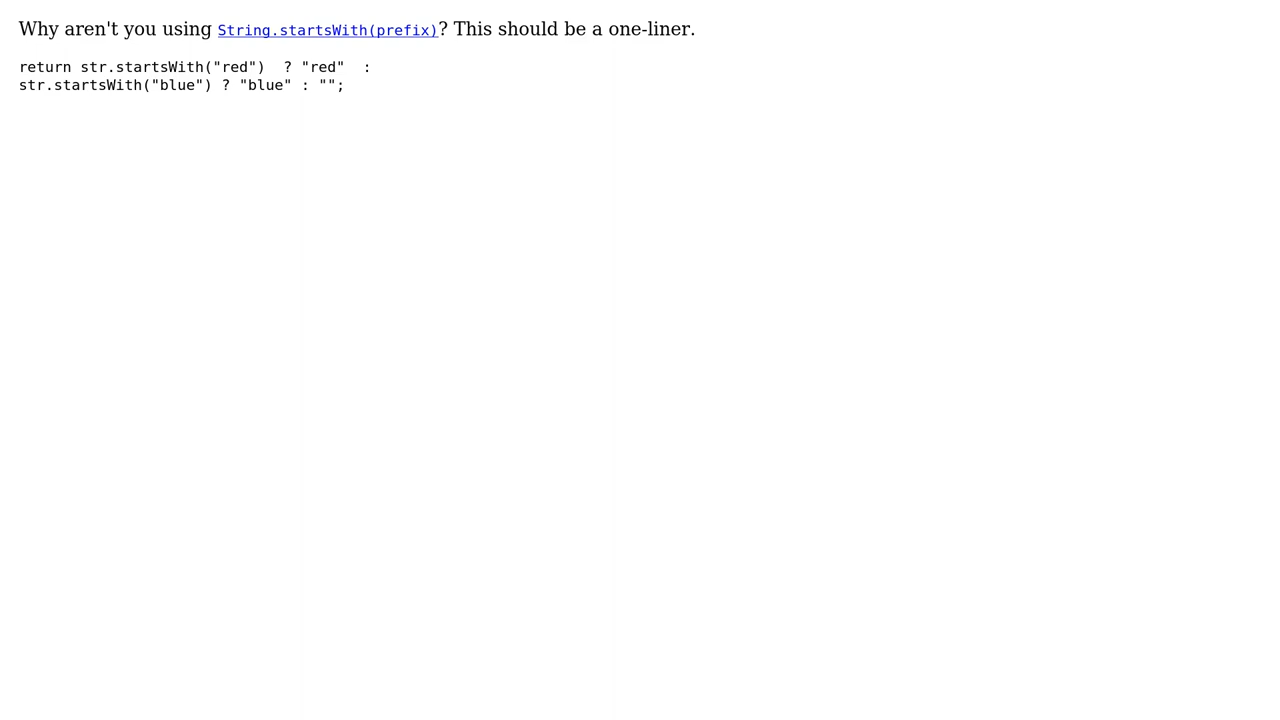 Why aren't you using String.startsWith(prefix)? This should be a one-liner.
return str.startsWith("red")  ? "red"  :
str.startsWith("blue") ? "blue" : "";